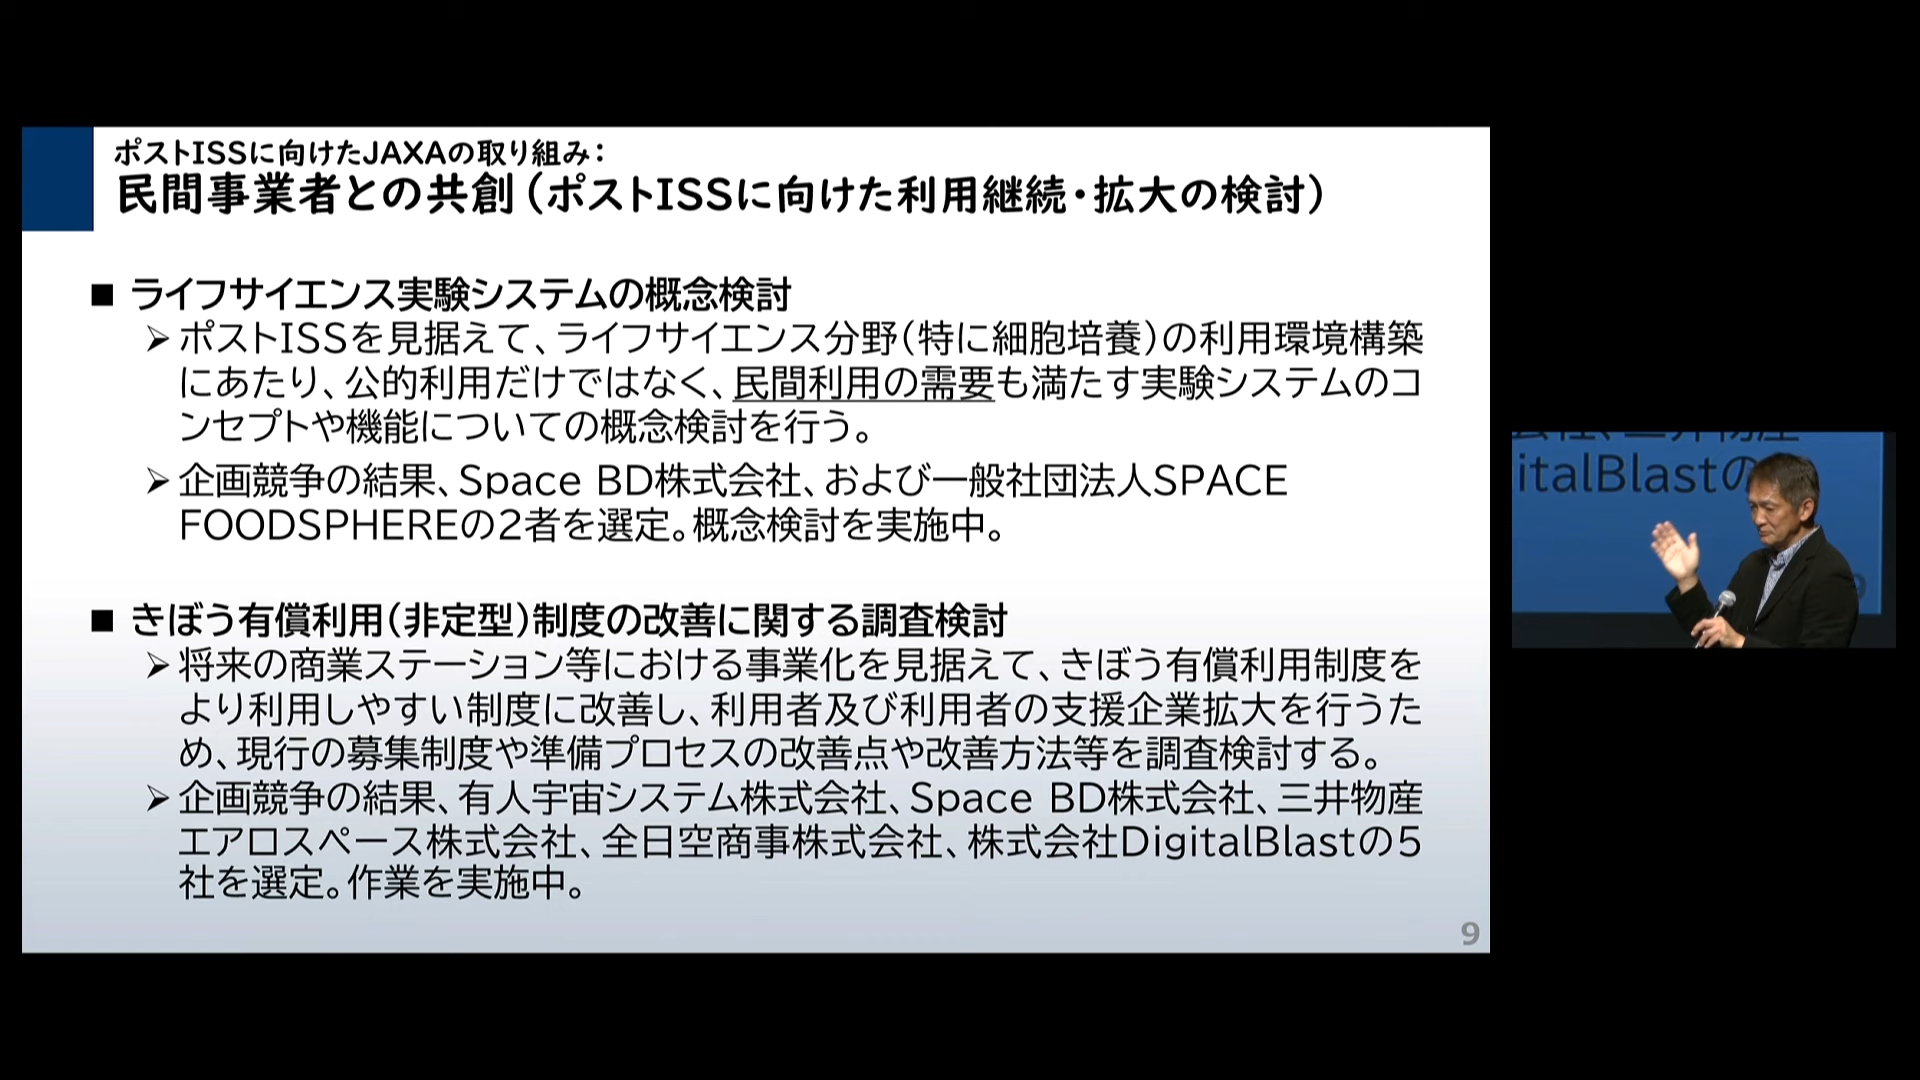 ポストISSに向けたJAXAの取り組み：
民間事業者との共創（ポストISSに向けた利用継続・拡大の検討）
■ ライフサイエンス実験システムの概念検討
➢ポストISSを見据えて、ライフサイエンス分野（特に細胞培養）の利用環境構築
にあたり、公的利用だけではなく、民間利用の需要も満たす実験システムのコ
ンセプトや機能についての概念検討を行う。
➢企画競争の結果、Space BD株式会社、および一般社団法人SPACE
FOODSPHEREの2者を選定。概念検討を実施中。
■ きぼう有償利用（非定型）制度の改善に関する調査検討
➢将来の商業ステーション等における事業化を見据えて、きぼう有償利用制度を
より利用しやすい制度に改善し、利用者及び利用者の支援企業拡大を行うた
め、現行の募集制度や準備プロセスの改善点や改善方法等を調査検討する。
➢企画競争の結果、有人宇宙システム株式会社、Space BD株式会社、三井物産
エアロスペース株式会社、全日空商事株式会社、株式会社DigitalBlastの5
社を選定。作業を実施中。
9
italBlastの